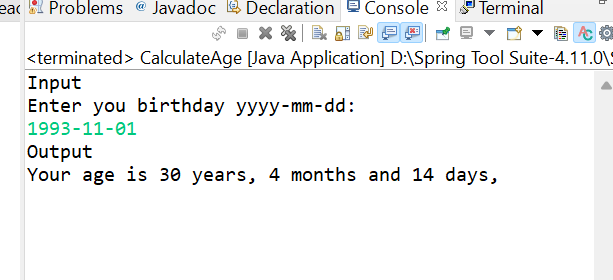 Problems @ Javadoc Declaration Console Terminal
<terminated> CalculateAge [Java Application] D:\Spring Tool Suite-4.11.0\
Input
Enter you birthday yyyy-mm-dd:
1993-11-01
Output
Your age is 30 years, 4 months and 14 days,